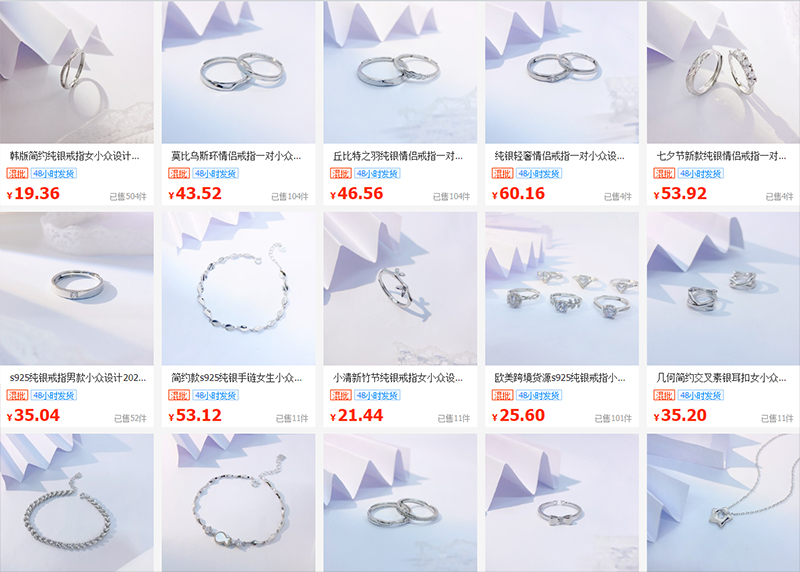 韩版简约纯银戒指女小众设计...
混批 48小时发货
¥19.36 已售504件
莫比乌斯环情侣戒指一对小众...
混批 48小时发货
¥43.52 已售104件
丘比特之羽纯银情侣戒指一对...
混批 48小时发货
¥46.56 已售104件
纯银轻奢情侣戒指一对小众设...
混批 48小时发货
¥60.16 已售4件
七夕节新款纯银情侣戒指一对...
混批 48小时发货
¥53.92 已售4件
s925纯银戒指男款小众设计202...
混批 48小时发货
¥35.04 已售52件
简约款s925纯银手链女生小众...
混批 48小时发货
¥53.12 已售11件
小清新竹节纯银戒指女小众设...
混批 48小时发货
¥21.44 已售11件
欧美跨境货源s925纯银戒指小...
混批 48小时发货
¥25.60 已售101件
几何简约交叉素银耳扣女小众...
混批 48小时发货
¥35.20 已售11件